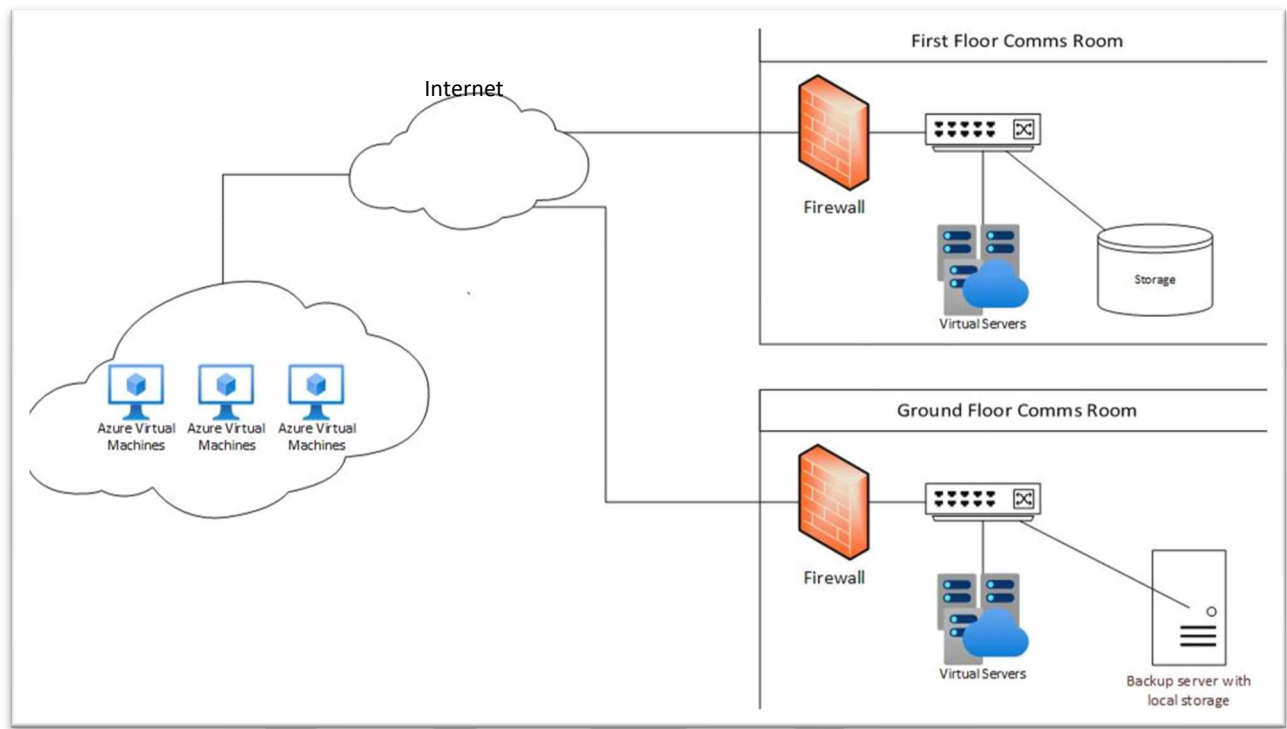 Internet
First Floor Comms Room
Firewall
Virtual Servers
Storage
Azure Virtual
Machines
Azure Virtual
Machines
Azure Virtual
Machines
Ground Floor Comms Room
Firewall
Virtual Servers
Backup server with
local storage